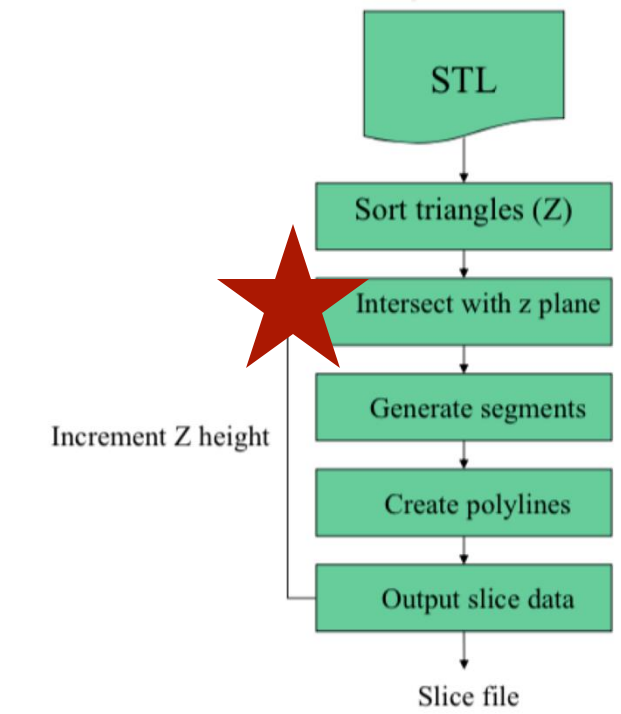 STL
Sort triangles (Z)
Intersect with z plane
Generate segments
Increment Z height
Create polylines
Output slice data
Slice file